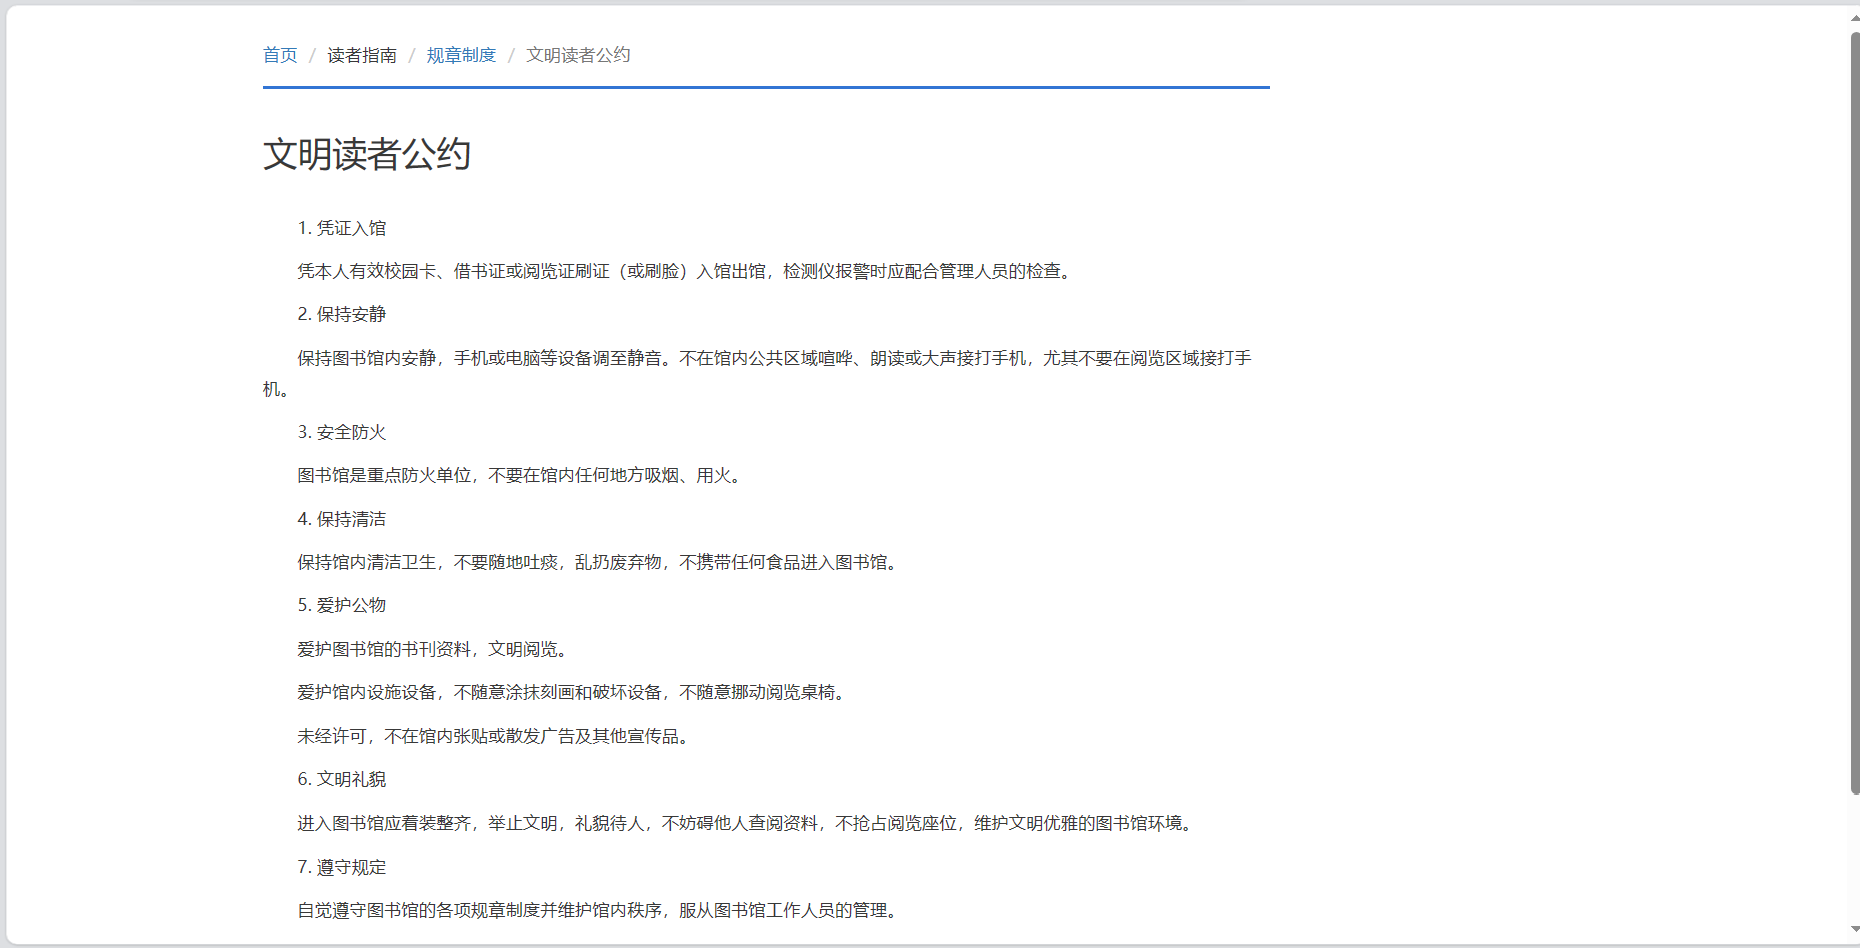 首页 / 读者指南 / 规章制度 / 文明读者公约
文明读者公约
1. 凭证入馆
凭本人有效校园卡、借书证或阅览证刷证（或刷脸）入馆出馆，检测仪报警时应配合管理人员的检查。
2. 保持安静
保持图书馆内安静，手机或电脑等设备调至静音。不在馆内公共区域喧哗、朗读或大声接打手机，尤其不要在阅览区域接打手
机。
3. 安全防火
图书馆是重点防火单位，不要在馆内任何地方吸烟、用火。
4. 保持清洁
保持馆内清洁卫生，不要随地吐痰，乱扔废弃物，不携带任何食品进入图书馆。
5. 爱护公物
爱护图书馆的书刊资料，文明阅览。
爱护馆内设施设备，不随意涂抹刻画和破坏设备，不随意挪动阅览桌椅。
未经许可，不在馆内张贴或散发广告及其他宣传品。
6. 文明礼貌
进入图书馆应着装整齐，举止文明，礼貌待人，不妨碍他人查阅资料，不抢占阅览座位，维护文明优雅的图书馆环境。
7. 遵守规定
自觉遵守图书馆的各项规章制度并维护馆内秩序，服从图书馆工作人员的管理。